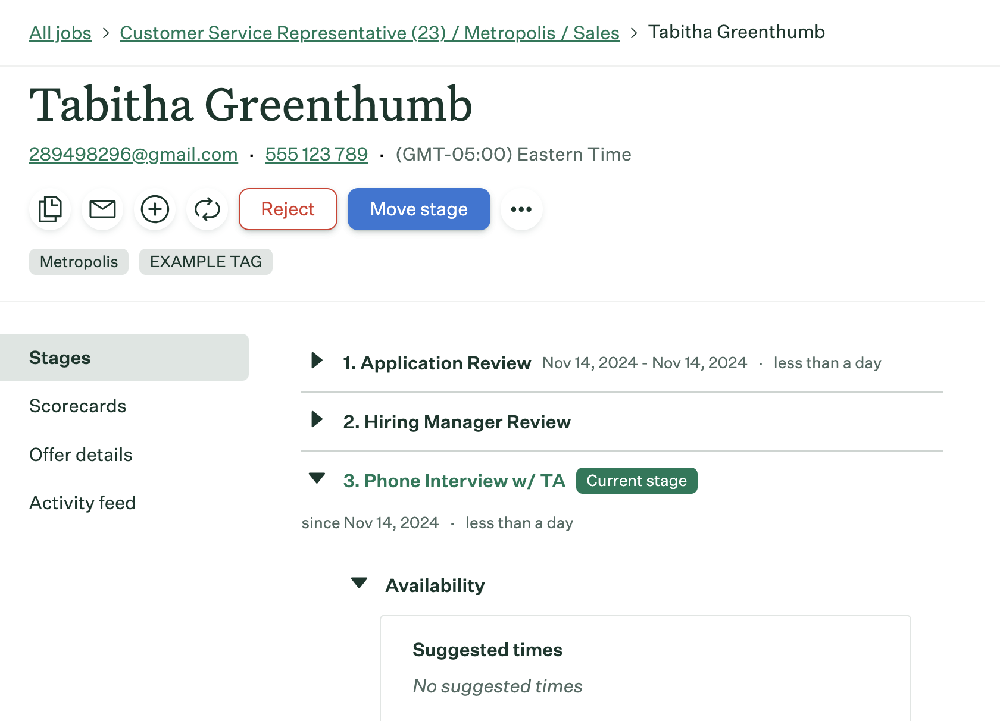 All jobs > Customer Service Representative (23) / Metropolis / Sales > Tabitha Greenthumb
Tabitha Greenthumb
289498296@gmail.com · 555 123 789 · (GMT-05:00) Eastern Time
Reject Move stage
Metropolis EXAMPLE TAG
Stages
Scorecards
Offer details
Activity feed
1. Application Review Nov 14, 2024 - Nov 14, 2024 · less than a day
2. Hiring Manager Review
3. Phone Interview w/ TA Current stage
since Nov 14, 2024 · less than a day
Availability
Suggested times
No suggested times